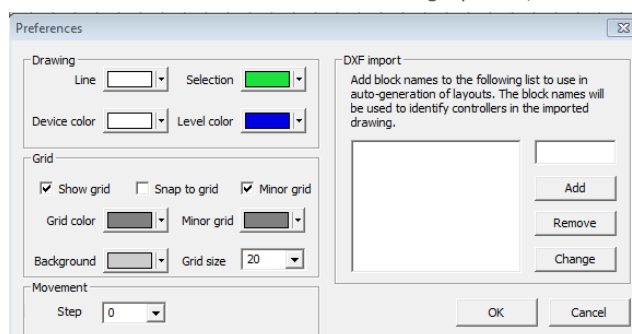 Preferences
Drawing
Line
Selection
Device color
Level color
Grid
Show grid
Snap to grid
Minor grid
Grid color
Minor grid
Background
Grid size
20
Movement
Step
0
DXF import
Add block names to the following list to use in
auto-generation of layouts. The block names will
be used to identify controllers in the imported
drawing.
Add
Remove
Change
OK
Cancel